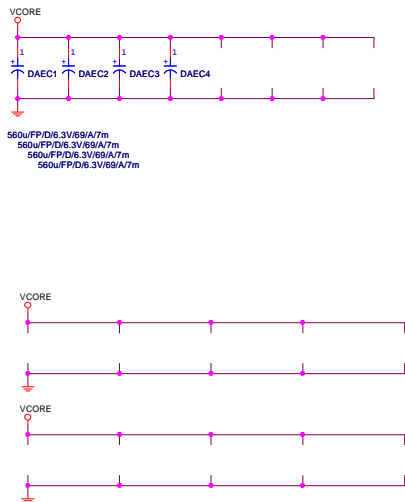 VCORE
1 1 1 1
+ DAEC1 + DAEC2 + DAEC3 + DAEC4
560u/FP/D/6.3V/69/A/7m
560u/FP/D/6.3V/69/A/7m
560u/FP/D/6.3V/69/A/7m
560u/FP/D/6.3V/69/A/7m
VCORE
VCORE